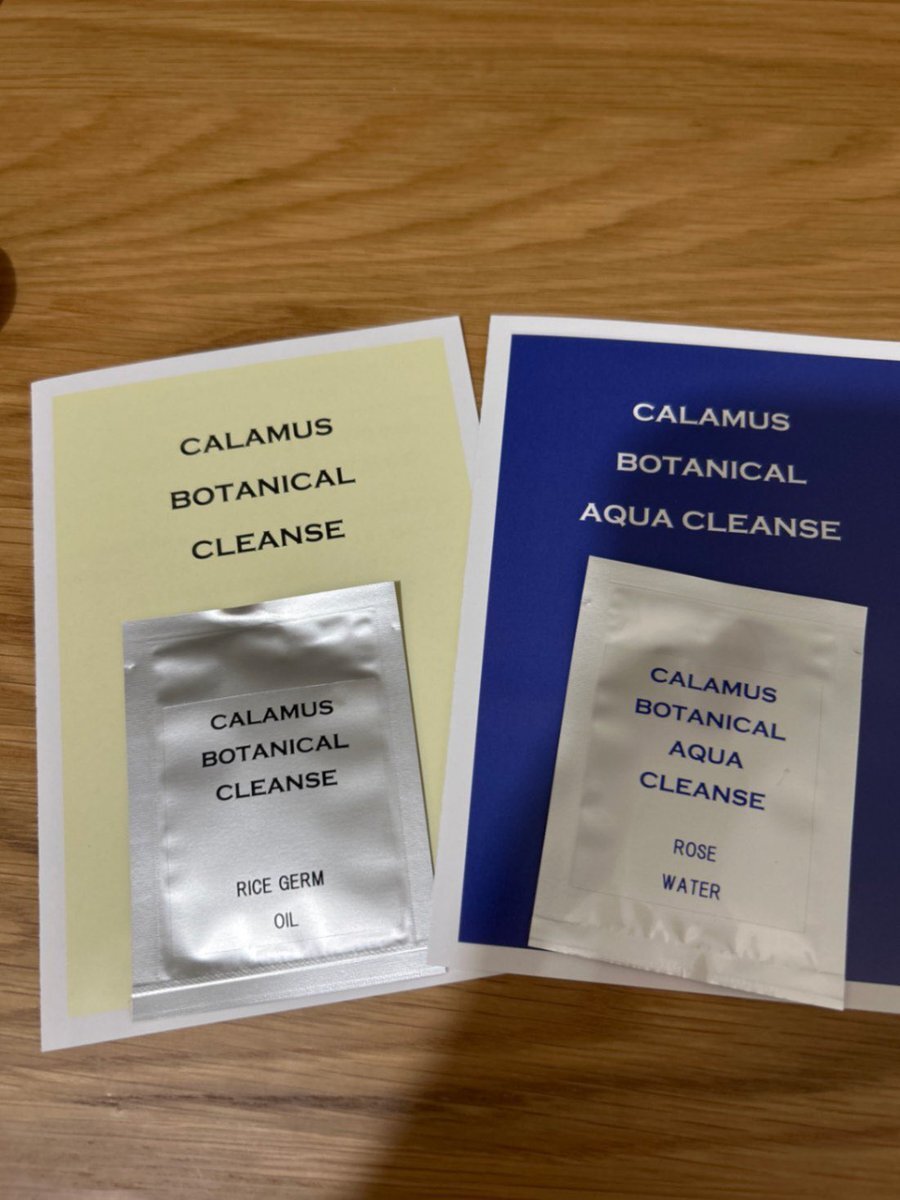 CALAMUS
BOTANICAL
CLEANSE
CALAMUS
BOTANICAL
CLEANSE
RICE GERM
OIL
CALAMUS
BOTANICAL
AQUA CLEANSE
CALAMUS
BOTANICAL
AQUA
CLEANSE
ROSE
WATER